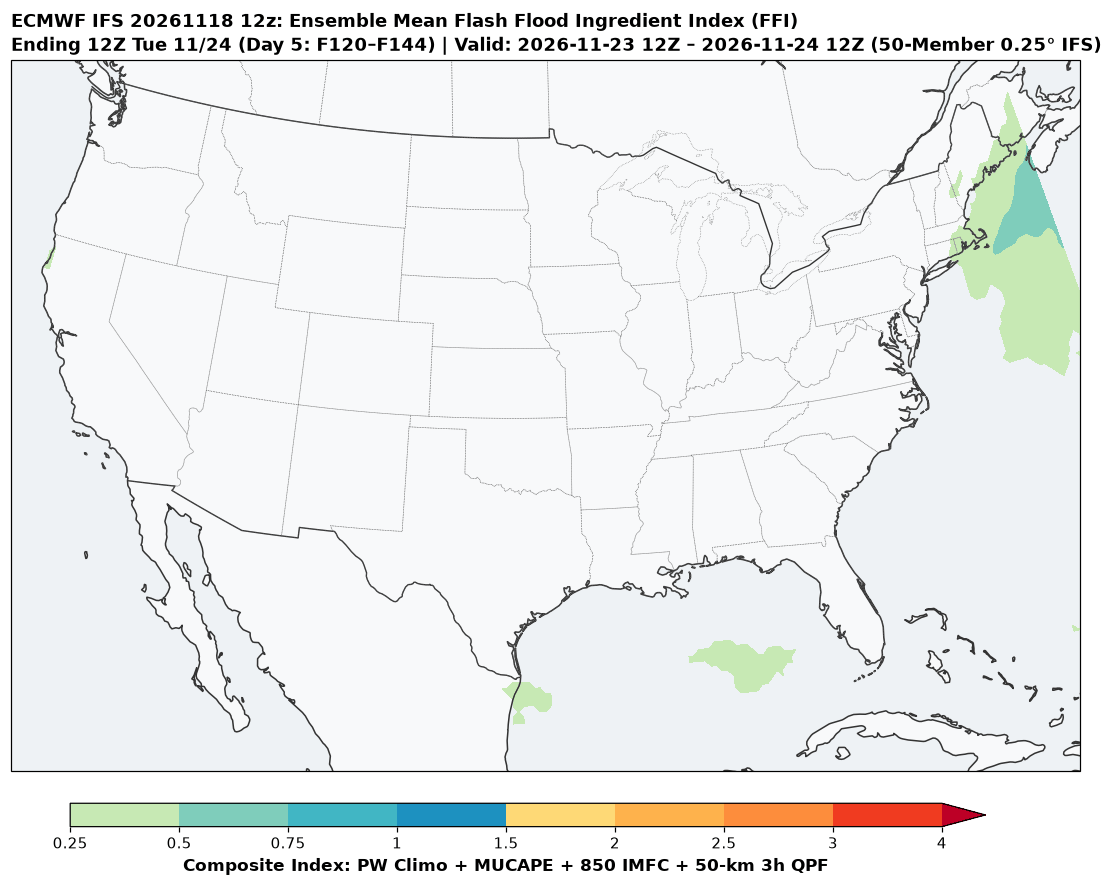 ECMWF IFS 20261118 12z: Ensemble Mean Flash Flood Ingredient Index (FFI)
Ending 12Z Tue 11/24 (Day 5: F120–F144) | Valid: 2026-11-23 12Z – 2026-11-24 12Z (50-Member 0.25° IFS)
0.25 0.5 0.75 1 1.5 2 2.5 3 4
Composite Index: PW Climo + MUCAPE + 850 IMFC + 50-km 3h QPF